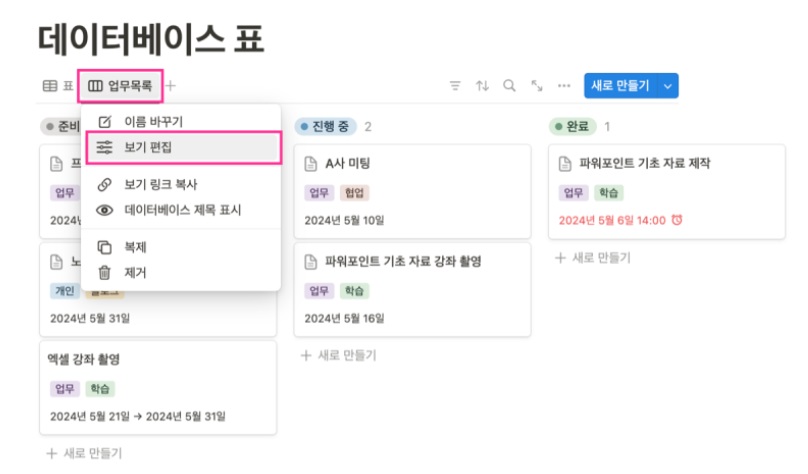 데이터베이스 표
표 업무목록
새로 만들기
이름 바꾸기
보기 편집
보기 링크 복사
데이터베이스 제목 표시
복제
제거
준비
업무
개인
2024년 5월 31일
엑셀 강좌 촬영
업무 학습
2024년 5월 21일 → 2024년 5월 31일
새로 만들기
진행 중 2
A사 미팅
업무 협업
2024년 5월 10일
파워포인트 기초 자료 강좌 촬영
업무 학습
2024년 5월 16일
새로 만들기
완료 1
파워포인트 기초 자료 제작
업무 학습
2024년 5월 6일 14:00
새로 만들기